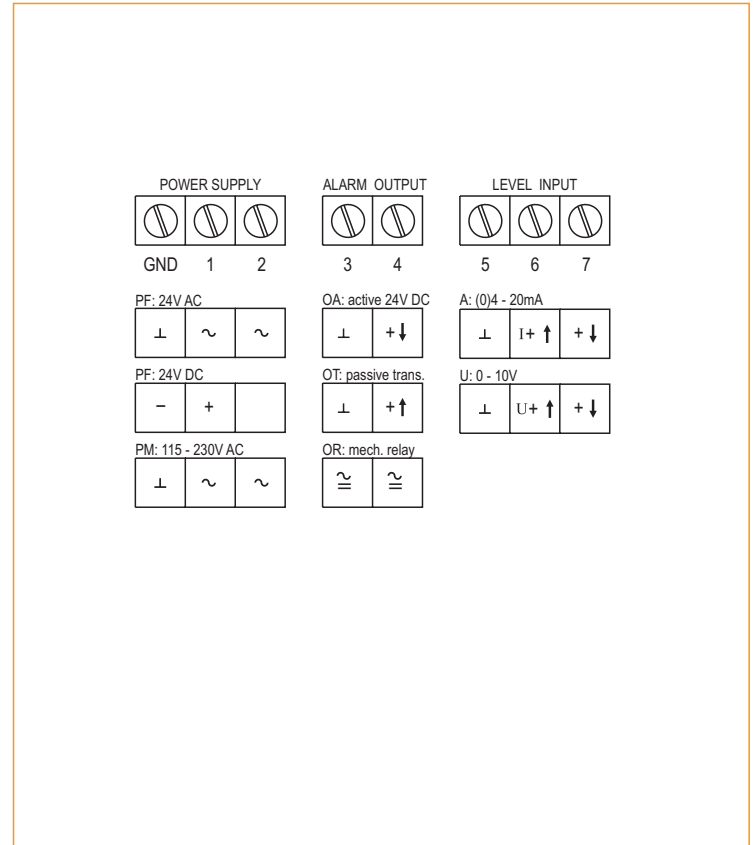 POWER SUPPLY ALARM OUTPUT LEVEL INPUT
GND 1 2 3 4 5 6 7
PF: 24V AC OA: active 24V DC A: (0)4 - 20mA
⊥ ~ ~ ⊥ +↓ ⊥ I+ ↑ +↓
PF: 24V DC OT: passive trans. U: 0 - 10V
− + ⊥ +↑ ⊥ U+ ↑ +↓
PM: 115 - 230V AC OR: mech. relay
⊥ ~ ~ ≅ ≅